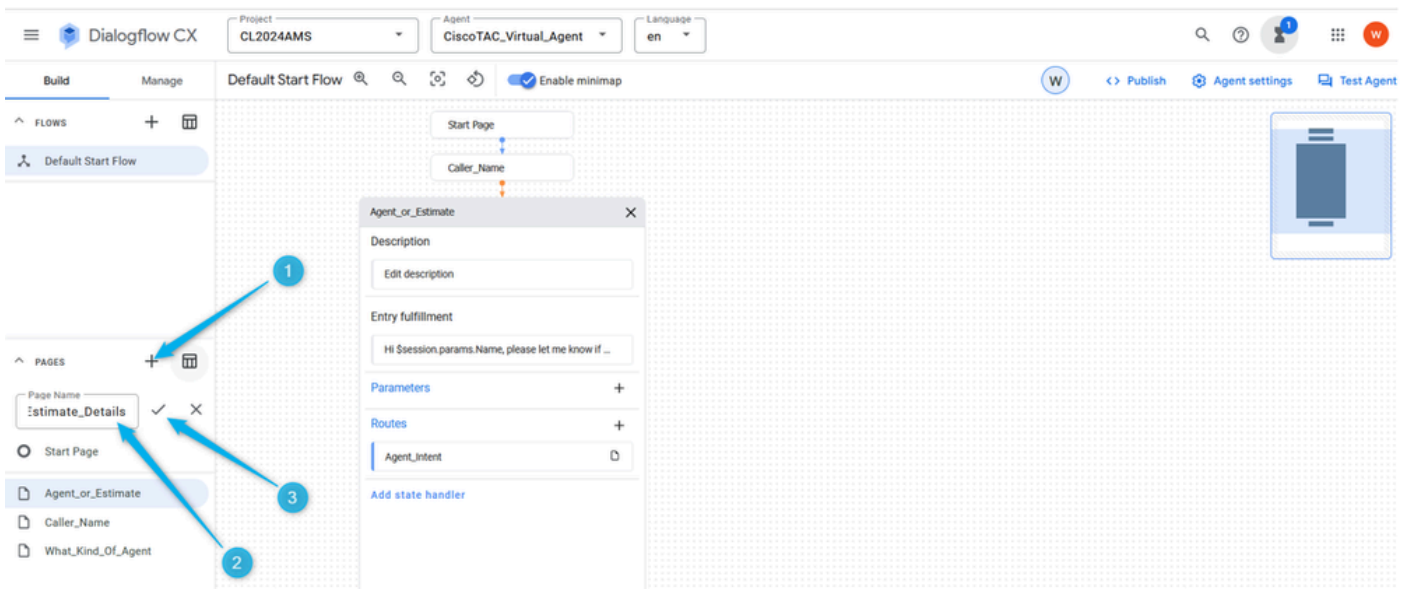 Project
Agent
Language
Dialogflow CX
CL2024AMS
CiscoTAC_Virtual_Agent
en
1
W
Build
Manage
Default Start Flow
Enable minimap
W
<> Publish
Agent settings
Test Agent
FLOWS
Default Start Flow
Start Page
Caller_Name
Agent_or_Estimate
Description
Edit description
1
Entry fulfillment
Hi $session.params.Name, please let me know if ...
PAGES
Parameters
Page Name
Estimate_Details
Routes
Start Page
Agent_Intent
Agent_or_Estimate
3
Add state handler
Caller_Name
What_Kind_Of_Agent
2